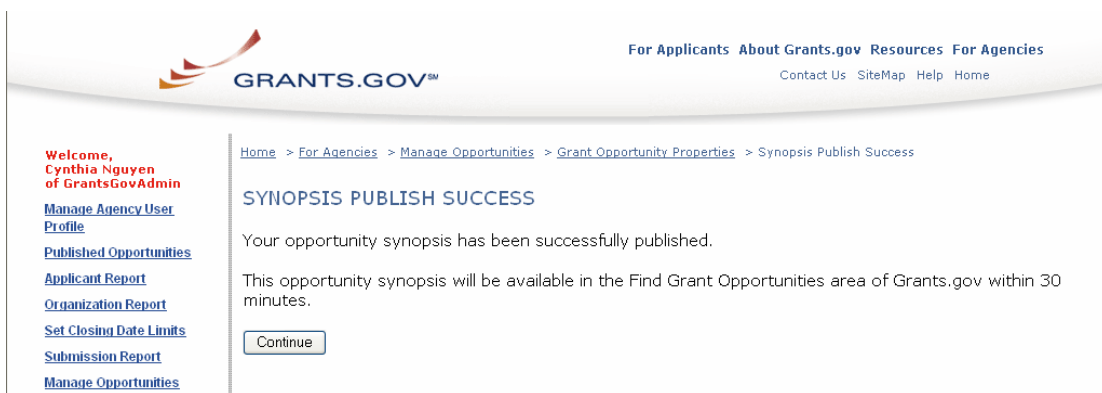 For Applicants About Grants.gov Resources For Agencies
GRANTS.GOV℠
Contact Us SiteMap Help Home
Welcome,
Cynthia Nguyen
of GrantsGovAdmin
Manage Agency User
Profile
Published Opportunities
Applicant Report
Organization Report
Set Closing Date Limits
Submission Report
Manage Opportunities
Home > For Agencies > Manage Opportunities > Grant Opportunity Properties > Synopsis Publish Success
SYNOPSIS PUBLISH SUCCESS
Your opportunity synopsis has been successfully published.
This opportunity synopsis will be available in the Find Grant Opportunities area of Grants.gov within 30
minutes.
Continue